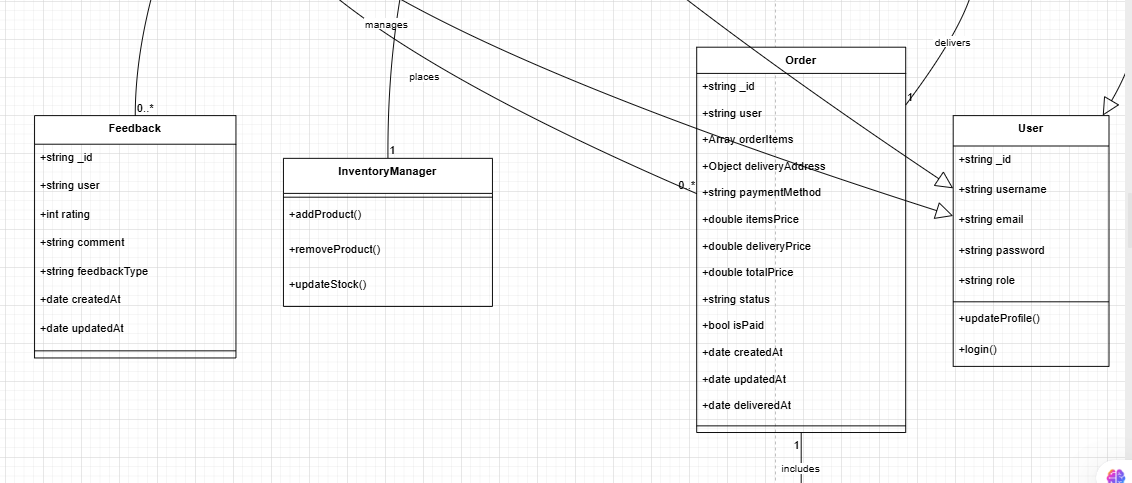 manages
places
delivers
0..*
1
1
0..*
Feedback
+string _id
+string user
+int rating
+string comment
+string feedbackType
+date createdAt
+date updatedAt
InventoryManager
+addProduct()
+removeProduct()
+updateStock()
Order
+string _id
+string user
+Array orderItems
+Object deliveryAddress
+string paymentMethod
+double itemsPrice
+double deliveryPrice
+double totalPrice
+string status
+bool isPaid
+date createdAt
+date updatedAt
+date deliveredAt
User
+string _id
+string username
+string email
+string password
+string role
+updateProfile()
+login()
1
includes